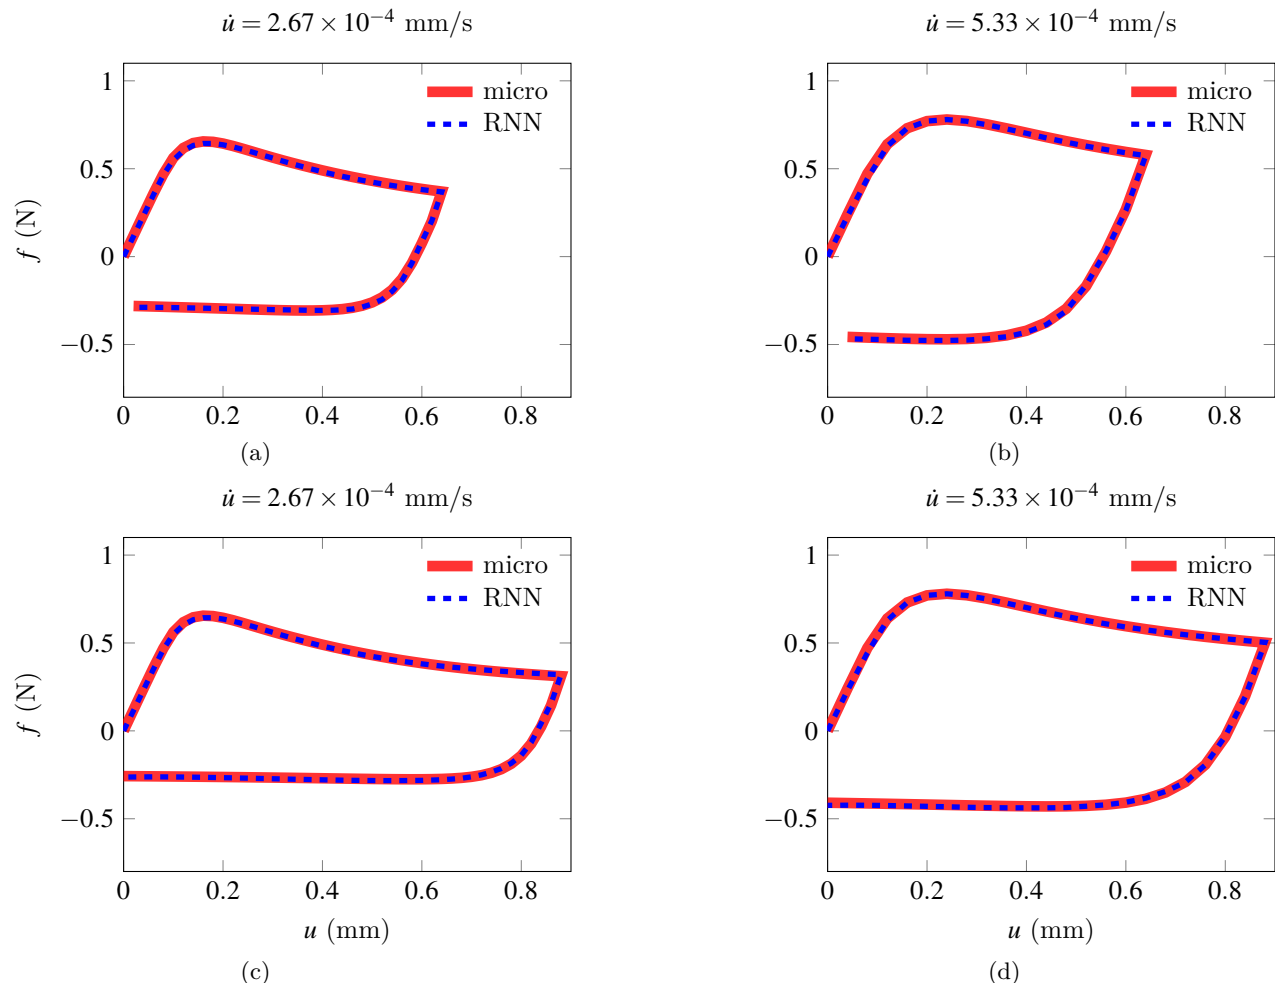 u̇ = 2.67 × 10⁻⁴ mm/s
u̇ = 5.33 × 10⁻⁴ mm/s
1
0.5
0
−0.5
f (N)
micro
RNN
0 0.2 0.4 0.6 0.8
(a)
1
0.5
0
−0.5
micro
RNN
0 0.2 0.4 0.6 0.8
(b)
u̇ = 2.67 × 10⁻⁴ mm/s
u̇ = 5.33 × 10⁻⁴ mm/s
1
0.5
0
−0.5
f (N)
micro
RNN
0 0.2 0.4 0.6 0.8
u (mm)
(c)
1
0.5
0
−0.5
micro
RNN
0 0.2 0.4 0.6 0.8
u (mm)
(d)